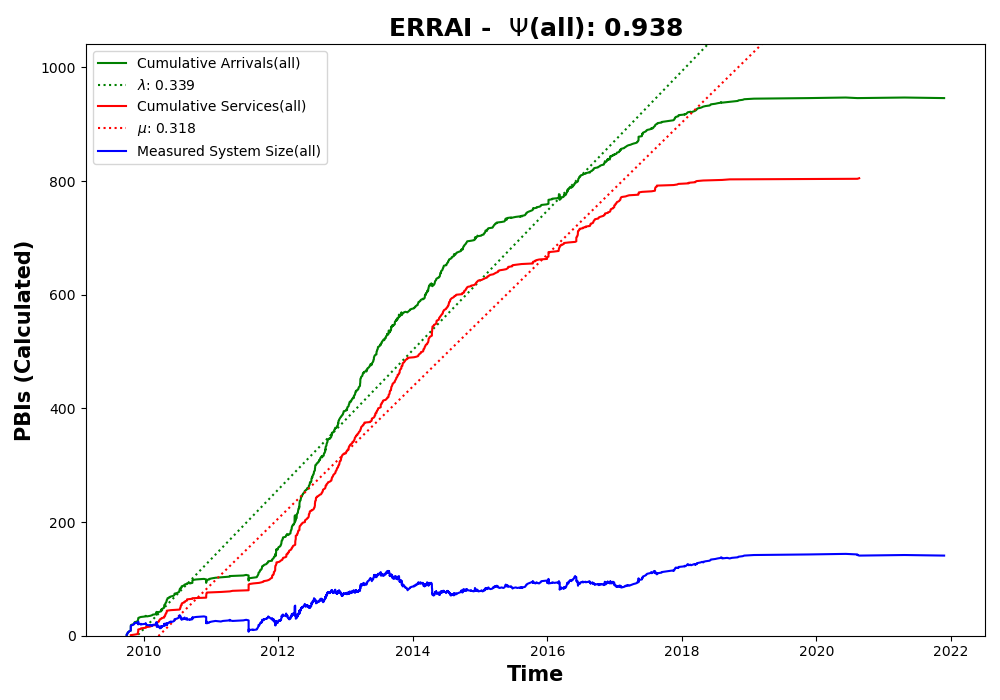 ERRAI - Ψ(all): 0.938
Cumulative Arrivals(all)
λ: 0.339
Cumulative Services(all)
μ: 0.318
Measured System Size(all)
PBIs (Calculated)
1000
800
600
400
200
0
2010 2012 2014 2016 2018 2020 2022
Time